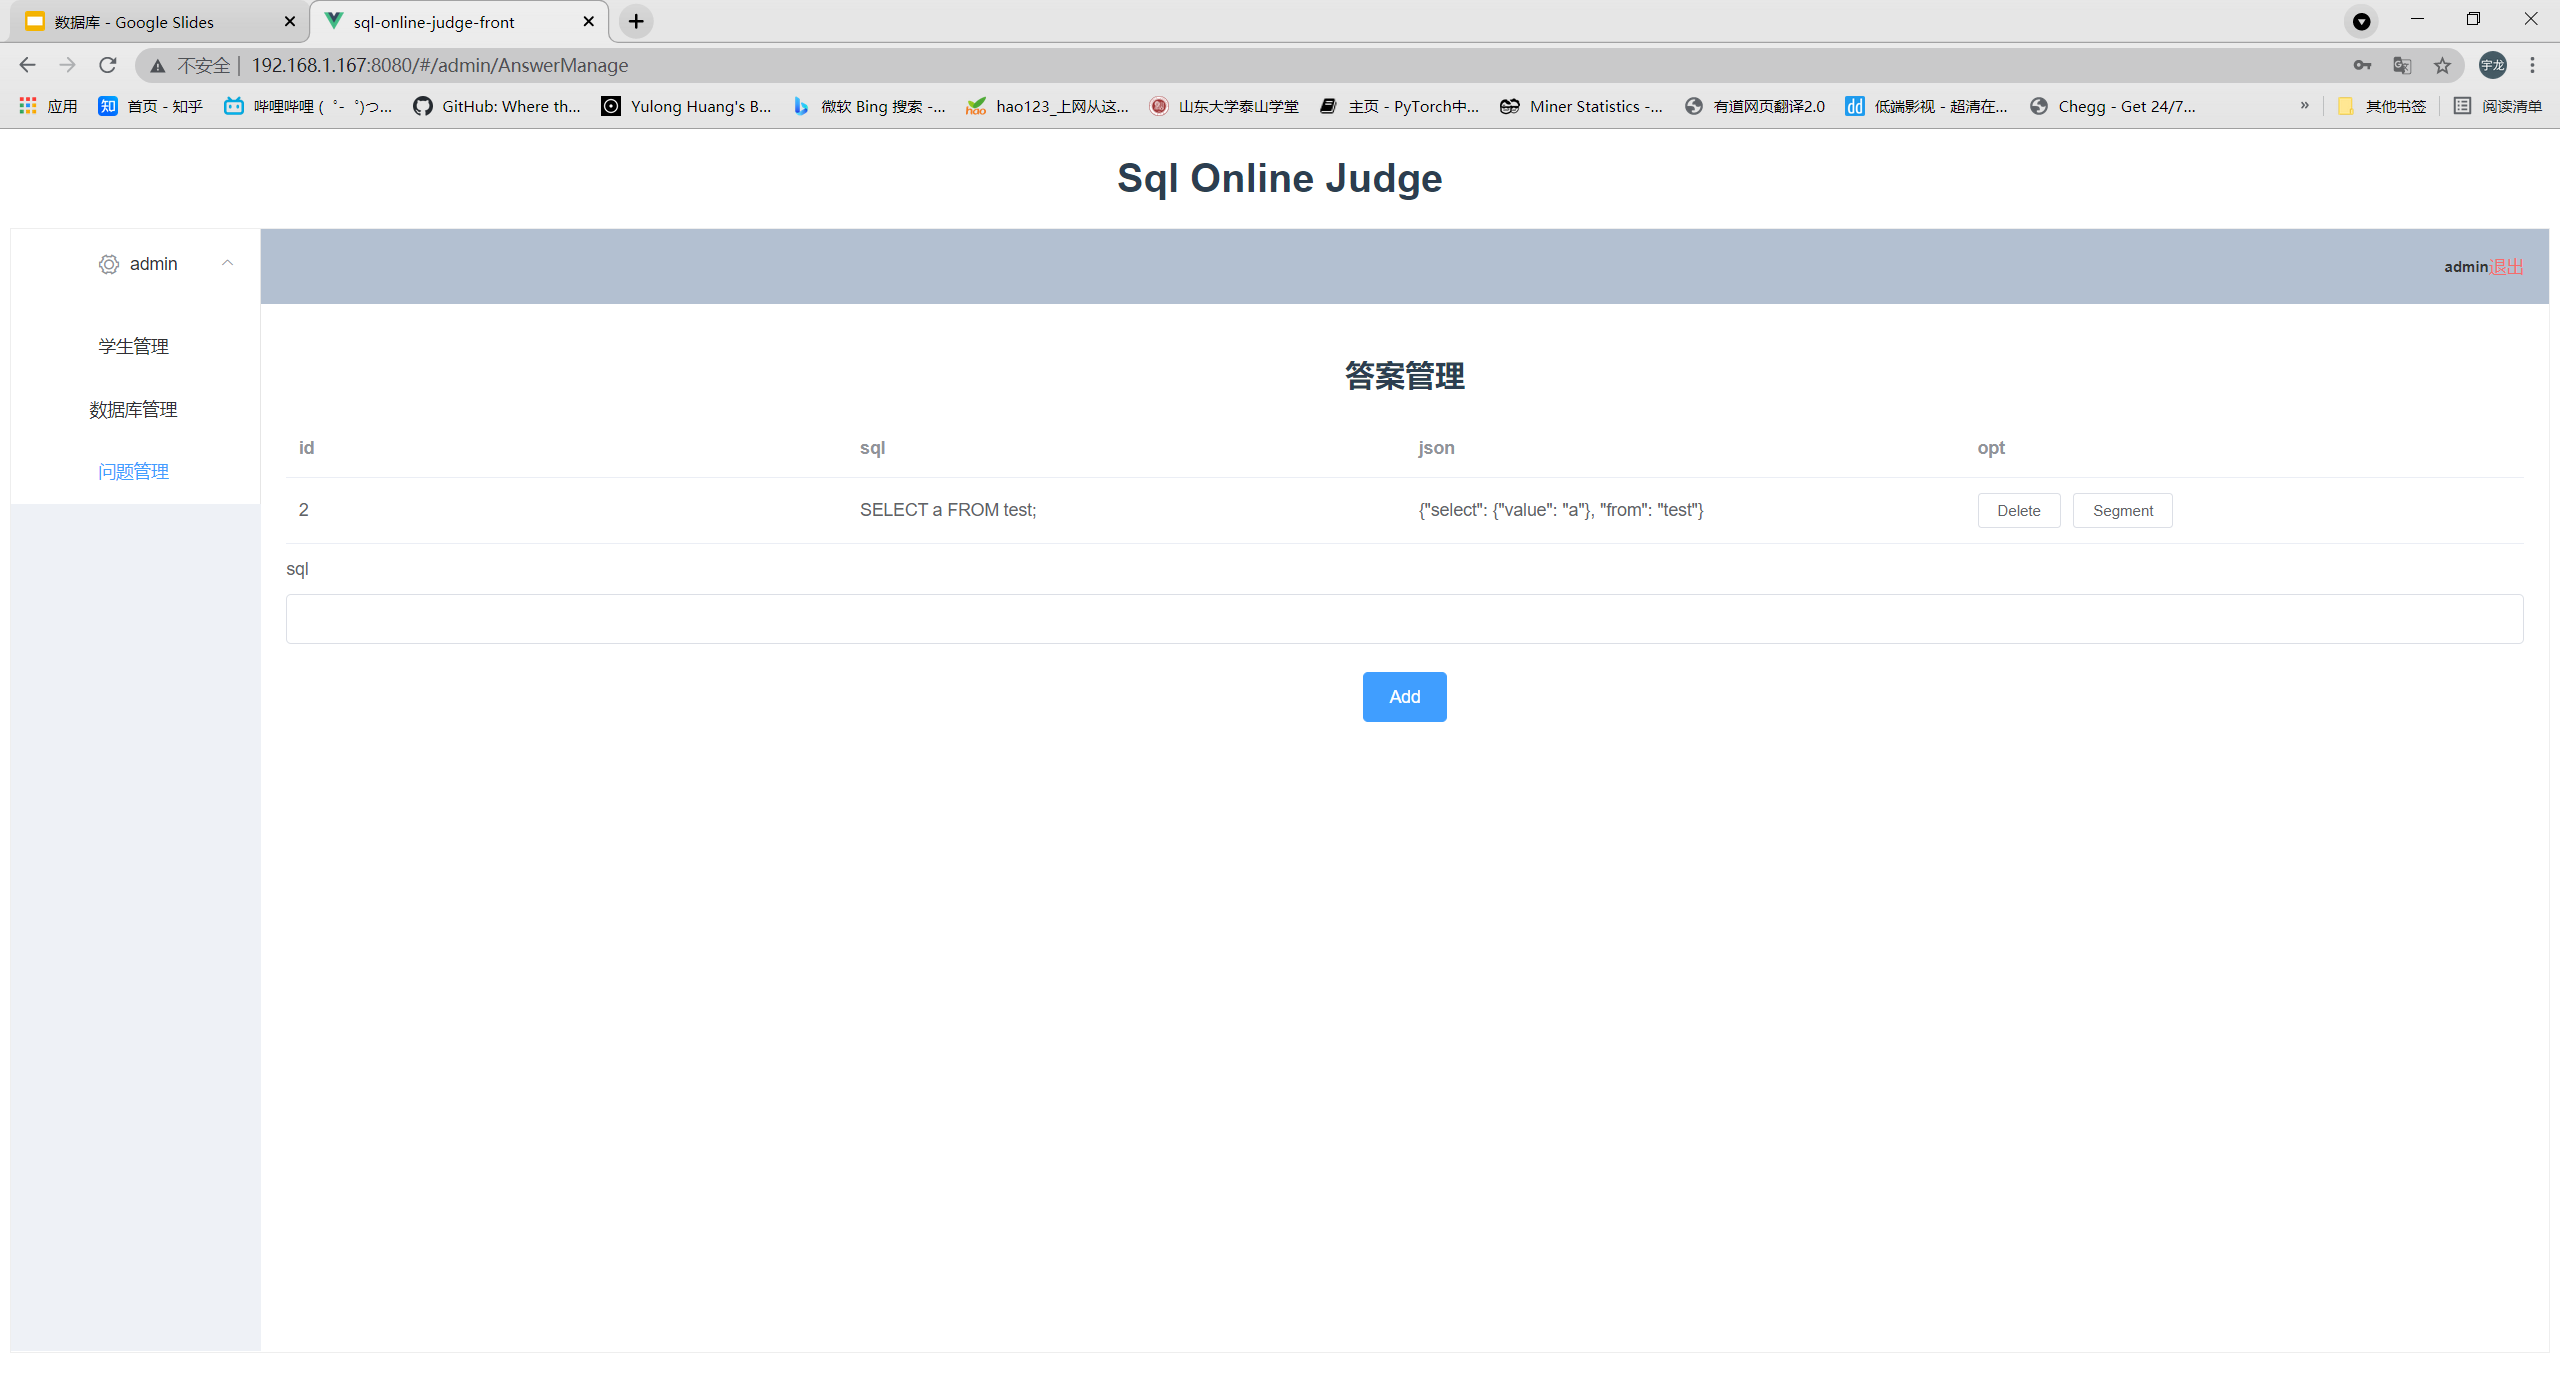 数据库 - Google Slides
sql-online-judge-front
不安全 | 192.168.1.167:8080/#/admin/AnswerManage
宇龙
应用 首页 - 知乎 哔哩哔哩 (゜-゜)つ... GitHub: Where th... Yulong Huang's B... 微软 Bing 搜索 -... hao123_上网从这... 山东大学泰山学堂 主页 - PyTorch中... Miner Statistics -... 有道网页翻译2.0 低端影视 - 超清在... Chegg - Get 24/7... » 其他书签 阅读清单
Sql Online Judge
admin
admin退出
学生管理
数据库管理
问题管理
答案管理
id sql json opt
2 SELECT a FROM test; {"select": {"value": "a"}, "from": "test"} Delete Segment
sql
Add